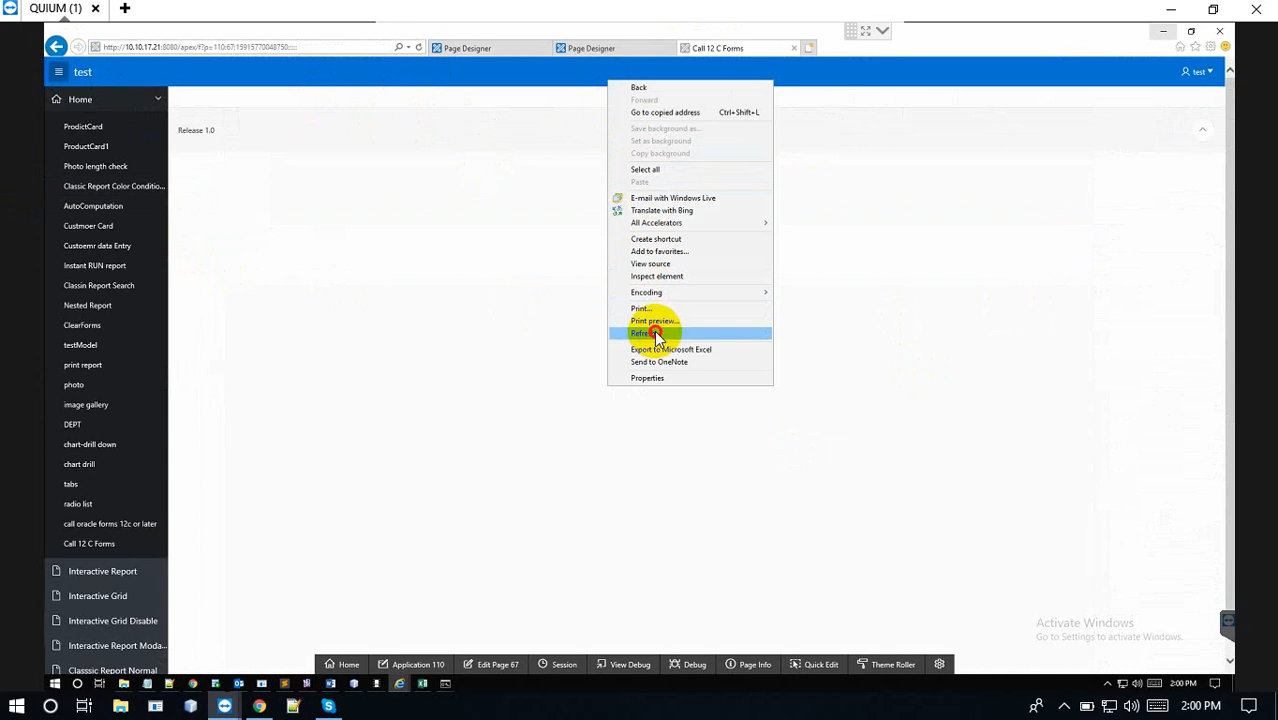 QUIUM (1)
http://10.10.17.21:8080/apex/f?p=110:67:15915770048750:::::
Page Designer
Page Designer
Call 12 C Forms
test
test
Home
ProdictCard
ProductCard1
Photo length check
Classic Report Color Conditio...
AutoComputation
Custmoer Card
Custoemr data Entry
Instant RUN report
Classin Report Search
Nested Report
ClearForms
testModel
print report
photo
image gallery
DEPT
chart-drill down
chart drill
tabs
radio list
call oracle forms 12c or later
Call 12 C Forms
Interactive Report
Interactive Grid
Interactive Grid Disable
Interactive Report Moda...
Classic Report Normal
Release 1.0
Back
Forward
Go to copied address Ctrl+Shift+L
Save background as...
Set as background
Copy background
Select all
Paste
E-mail with Windows Live
Translate with Bing
All Accelerators
Create shortcut
Add to favorites...
View source
Inspect element
Encoding
Print...
Print preview...
Export to Microsoft Excel
Send to OneNote
Properties
Activate Windows
Go to Settings to activate Windows.
Home
Application 110
Edit Page 67
Session
View Debug
Debug
Page Info
Quick Edit
Theme Roller
2:00 PM
2:00 PM